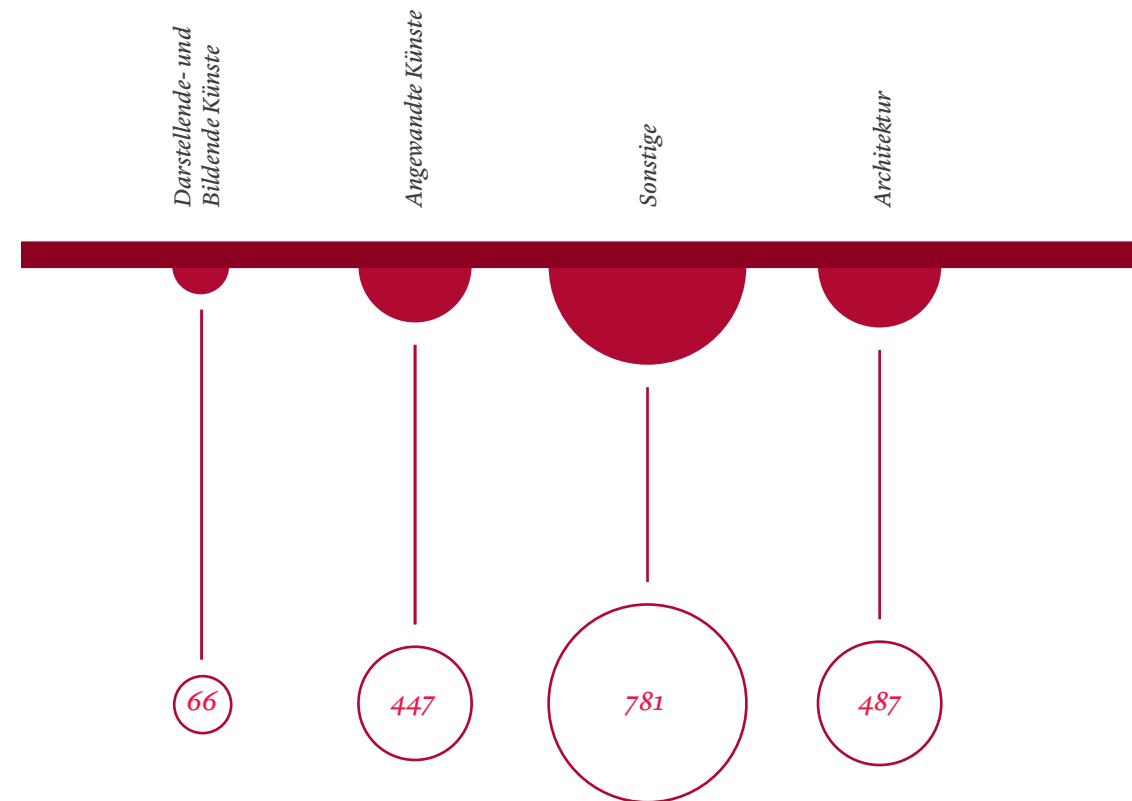 Darstellende- und
Bildende Künste
Angewandte Künste
Sonstige
Architektur
66
447
781
487